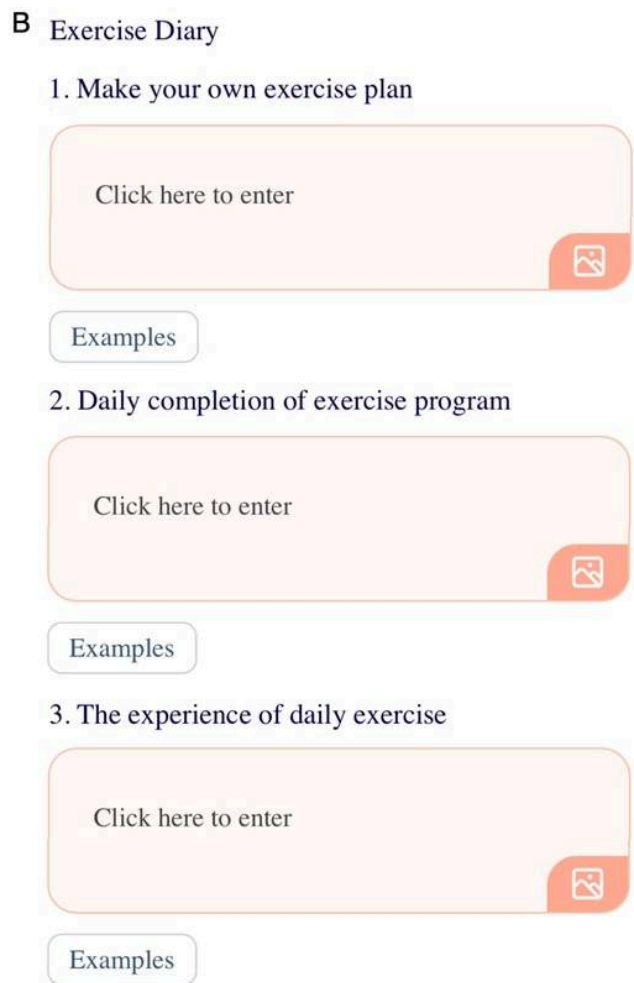 B
Exercise Diary
1. Make your own exercise plan
Click here to enter
Examples
2. Daily completion of exercise program
Click here to enter
Examples
3. The experience of daily exercise
Click here to enter
Examples